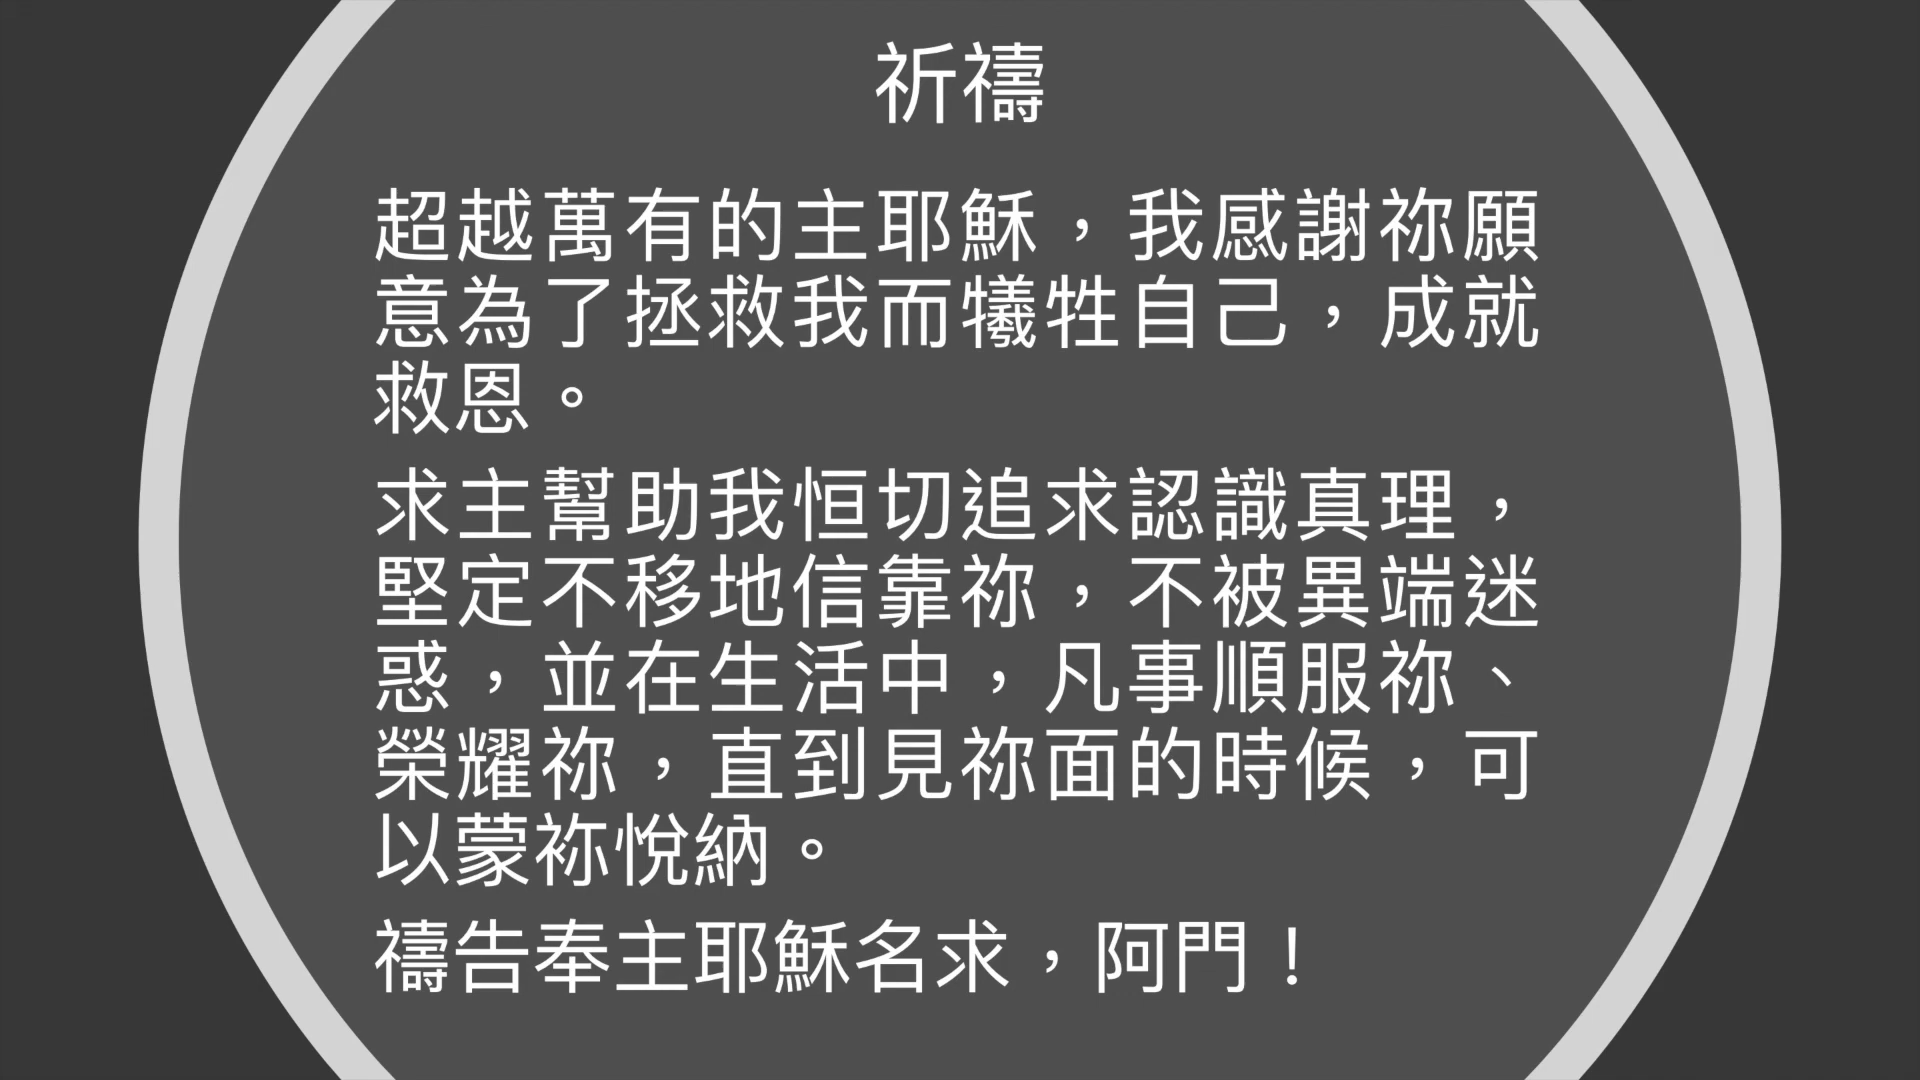 祈禱
超越萬有的主耶穌，我感謝祢願
意為了拯救我而犧牲自己，成就
救恩。
求主幫助我恒切追求認識真理，
堅定不移地信靠祢，不被異端迷
惑，並在生活中，凡事順服祢、
榮耀祢，直到見祢面的時候，可
以蒙袮悅納。
禱告奉主耶穌名求，阿門！